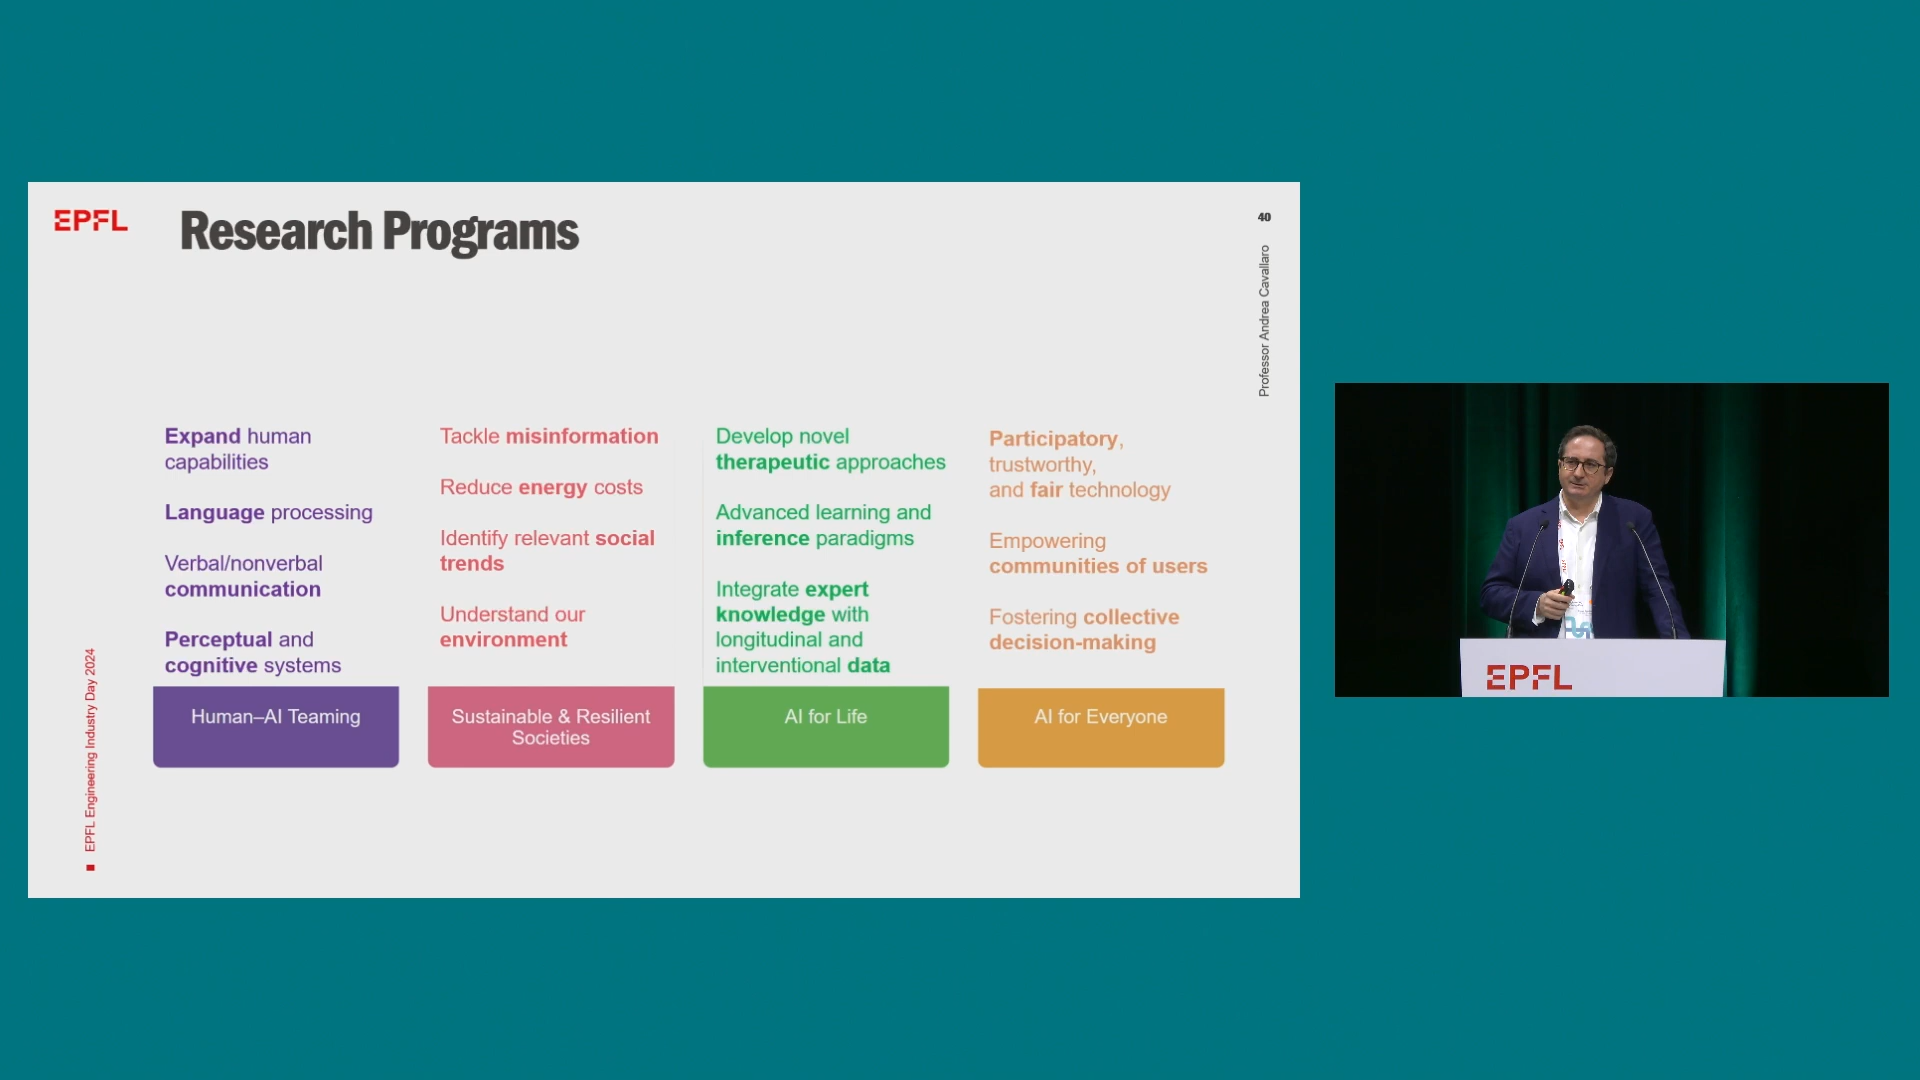 EPFL
Research Programs
40
Professor Andrea Cavallaro
Expand human
capabilities
Language processing
Verbal/nonverbal
communication
Perceptual and
cognitive systems
Human–AI Teaming
Tackle misinformation
Reduce energy costs
Identify relevant social
trends
Understand our
environment
Sustainable & Resilient
Societies
Develop novel
therapeutic approaches
Advanced learning and
inference paradigms
Integrate expert
knowledge with
longitudinal and
interventional data
AI for Life
Participatory,
trustworthy,
and fair technology
Empowering
communities of users
Fostering collective
decision-making
AI for Everyone
EPFL Engineering Industry Day 2024
EPFL